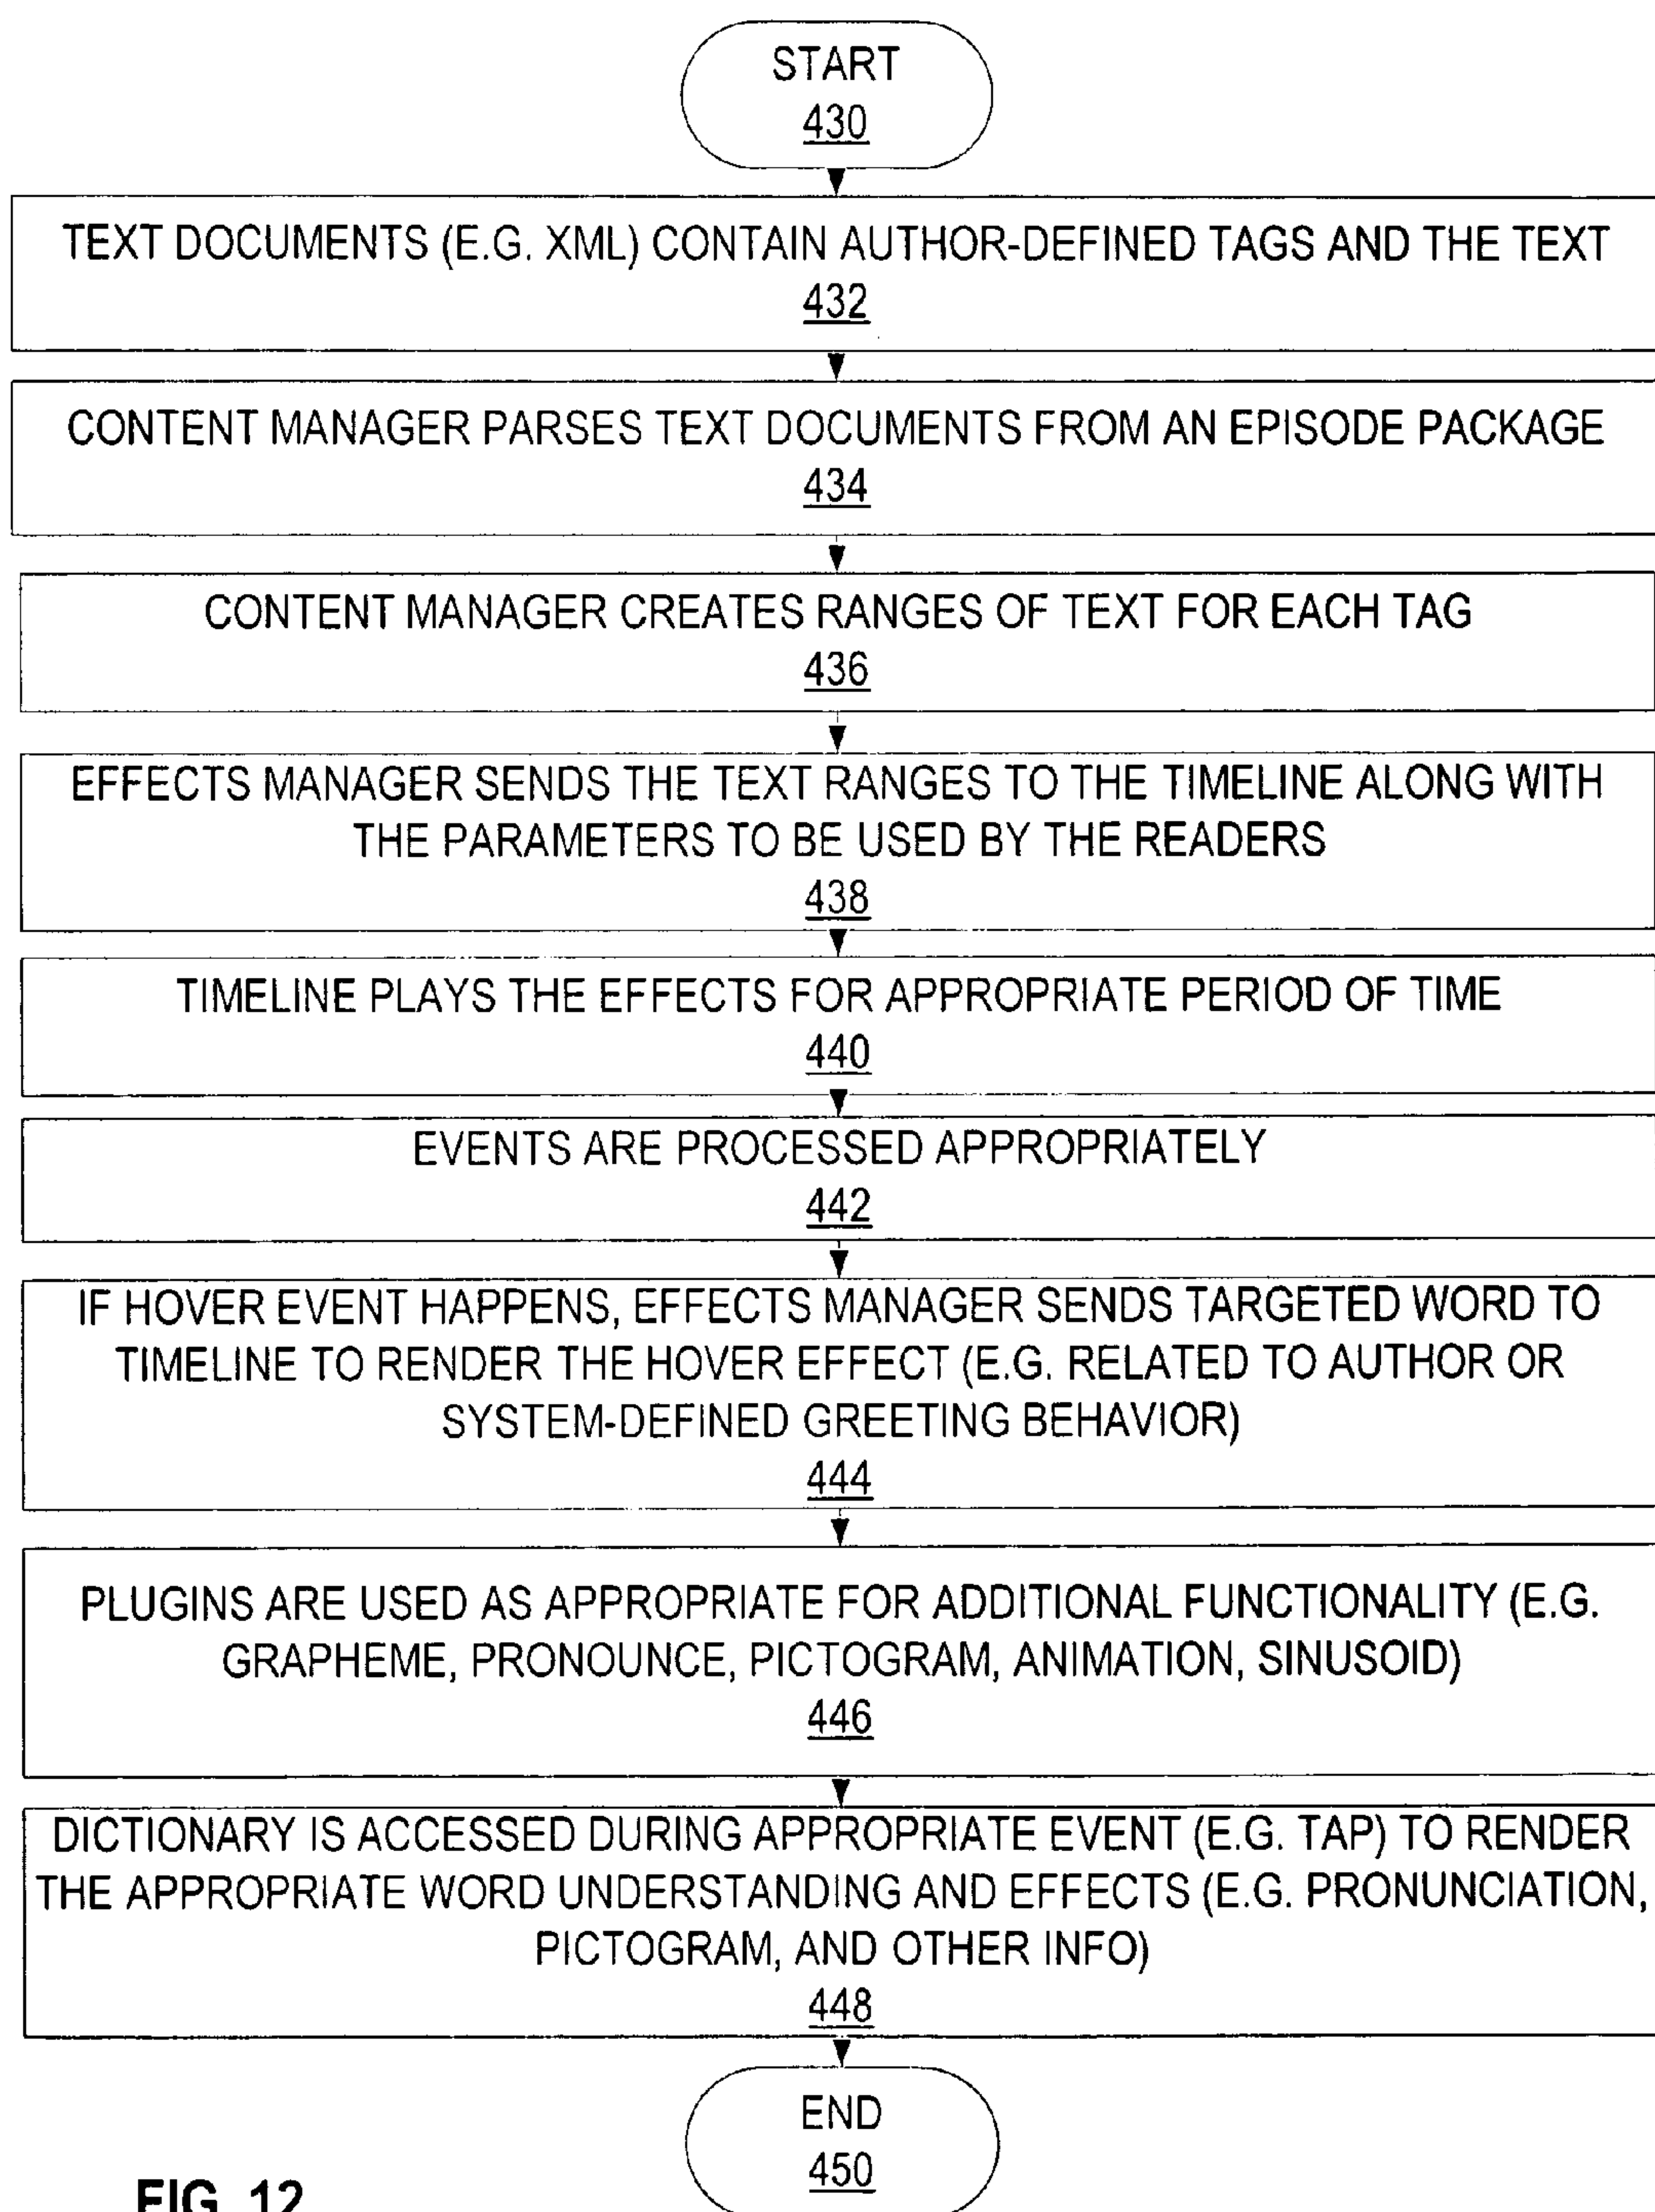 START
430
TEXT DOCUMENTS (E.G. XML) CONTAIN AUTHOR-DEFINED TAGS AND THE TEXT
432
CONTENT MANAGER PARSES TEXT DOCUMENTS FROM AN EPISODE PACKAGE
434
CONTENT MANAGER CREATES RANGES OF TEXT FOR EACH TAG
436
EFFECTS MANAGER SENDS THE TEXT RANGES TO THE TIMELINE ALONG WITH
THE PARAMETERS TO BE USED BY THE READERS
438
TIMELINE PLAYS THE EFFECTS FOR APPROPRIATE PERIOD OF TIME
440
EVENTS ARE PROCESSED APPROPRIATELY
442
IF HOVER EVENT HAPPENS, EFFECTS MANAGER SENDS TARGETED WORD TO
TIMELINE TO RENDER THE HOVER EFFECT (E.G. RELATED TO AUTHOR OR
SYSTEM-DEFINED GREETING BEHAVIOR)
444
PLUGINS ARE USED AS APPROPRIATE FOR ADDITIONAL FUNCTIONALITY (E.G.
GRAPHEME, PRONOUNCE, PICTOGRAM, ANIMATION, SINUSOID)
446
DICTIONARY IS ACCESSED DURING APPROPRIATE EVENT (E.G. TAP) TO RENDER
THE APPROPRIATE WORD UNDERSTANDING AND EFFECTS (E.G. PRONUNCIATION,
PICTOGRAM, AND OTHER INFO)
448
END
450
FIG. 12